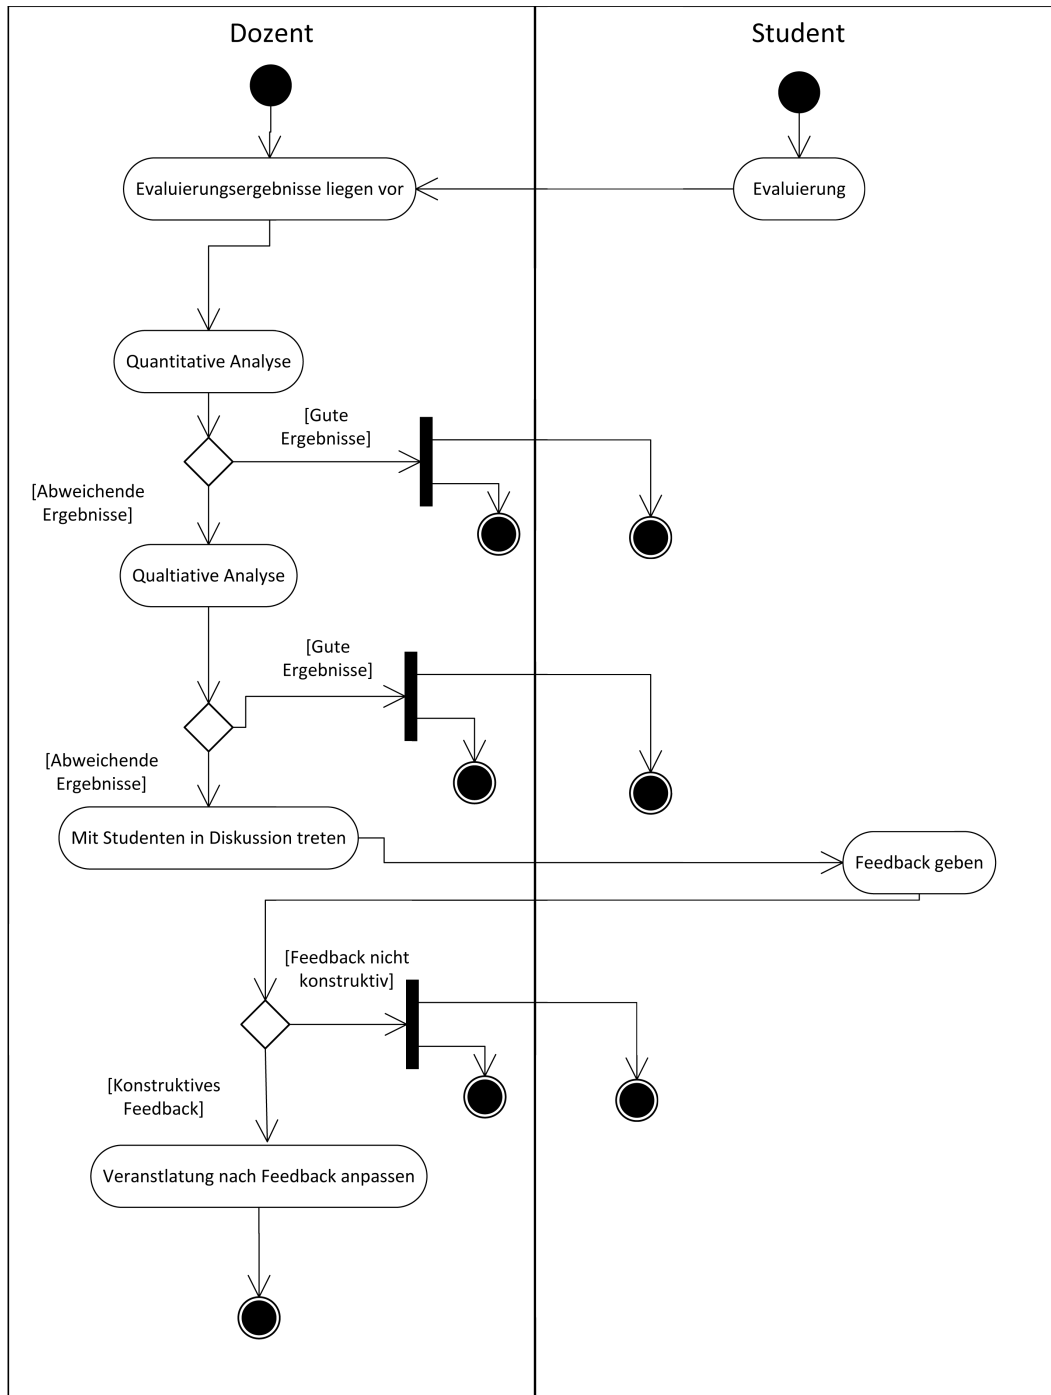 Dozent
Student
Evaluierungsergebnisse liegen vor
Evaluierung
Quantitative Analyse
[Gute
Ergebnisse]
[Abweichende
Ergebnisse]
Qualtiative Analyse
[Gute
Ergebnisse]
[Abweichende
Ergebnisse]
Mit Studenten in Diskussion treten
Feedback geben
[Feedback nicht
konstruktiv]
[Konstruktives
Feedback]
Veranstlatung nach Feedback anpassen